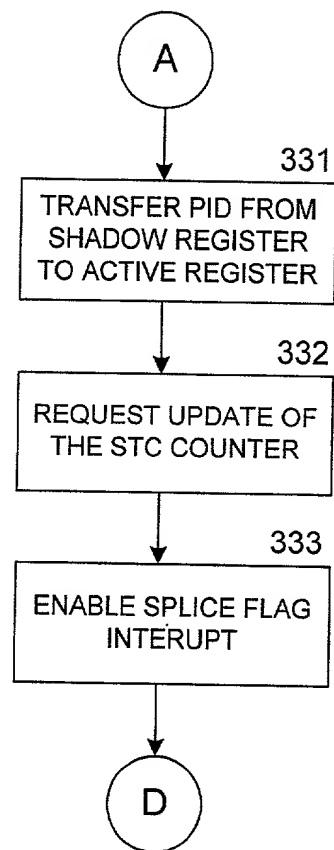 A
331
TRANSFER PID FROM
SHADOW REGISTER
TO ACTIVE REGISTER
332
REQUEST UPDATE OF
THE STC COUNTER
333
ENABLE SPLICE FLAG
INTERUPT
D